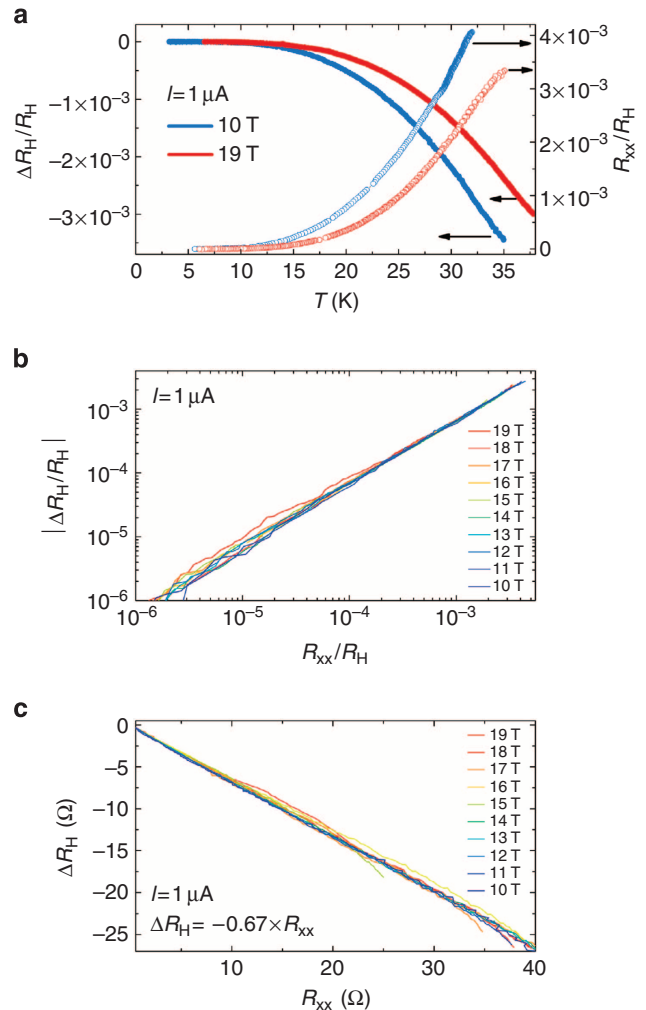 a
0
−1×10⁻³
−2×10⁻³
−3×10⁻³
ΔR_H/R_H
I=1 μA
10 T
19 T
4×10⁻³
3×10⁻³
2×10⁻³
1×10⁻³
0
R_xx/R_H
0 5 10 15 20 25 30 35
T (K)
b
I=1 μA
10⁻³
10⁻⁴
10⁻⁵
10⁻⁶
|ΔR_H/R_H|
19 T
18 T
17 T
16 T
15 T
14 T
13 T
12 T
11 T
10 T
10⁻⁶ 10⁻⁵ 10⁻⁴ 10⁻³
R_xx/R_H
c
0
−5
−10
−15
−20
−25
ΔR_H (Ω)
19 T
18 T
17 T
16 T
15 T
14 T
13 T
12 T
11 T
10 T
I=1 μA
ΔR_H= −0.67×R_xx
10 20 30 40
R_xx (Ω)